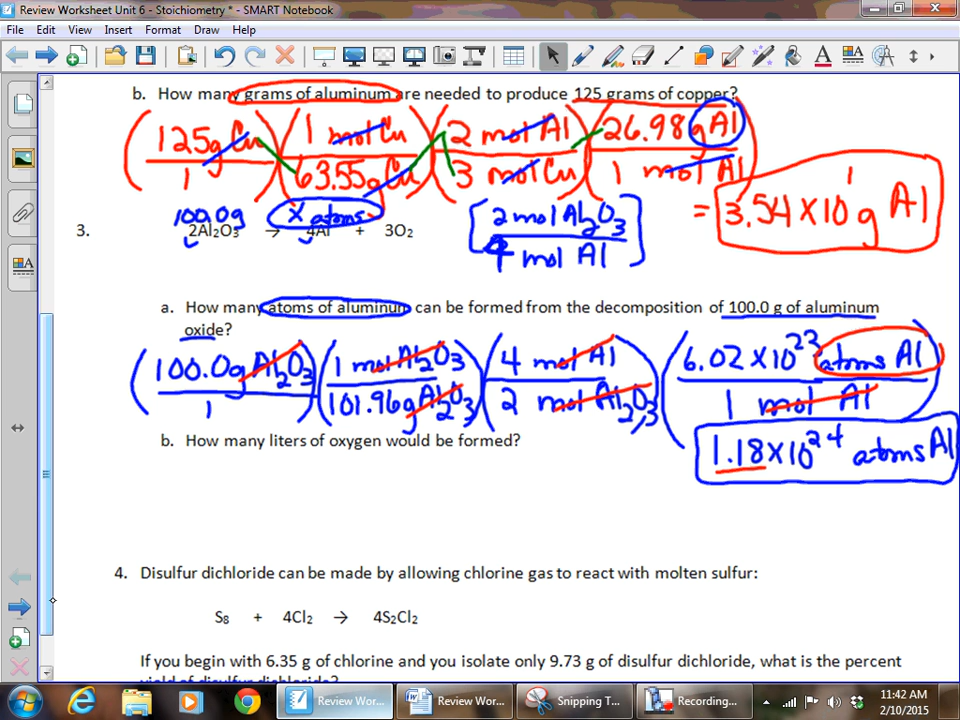 Review Worksheet Unit 6 - Stoichiometry * - SMART Notebook
File Edit View Insert Format Draw Help
b. How many grams of aluminum are needed to produce 125 grams of copper?
(125g Cu / 1) (1 mol Cu / 63.55g Cu) (2 mol Al / 3 mol Cu) (26.98 g Al / 1 mol Al)
= 3.54 X 10^1 g Al
100.0g x atoms
3. 2Al₂O₃ → 4Al + 3O₂
[2 mol Al₂O₃ / 4 mol Al]
a. How many atoms of aluminum can be formed from the decomposition of 100.0 g of aluminum
oxide?
(100.0g Al₂O₃ / 1) (1 mol Al₂O₃ / 101.96g Al₂O₃) (4 mol Al / 2 mol Al₂O₃) (6.02 X 10^23 atoms Al / 1 mol Al)
b. How many liters of oxygen would be formed?
1.18 X 10^24 atoms Al
4. Disulfur dichloride can be made by allowing chlorine gas to react with molten sulfur:
S₈ + 4Cl₂ → 4S₂Cl₂
If you begin with 6.35 g of chlorine and you isolate only 9.73 g of disulfur dichloride, what is the percent
yield of disulfur dichloride?
Review Wor... Review Wor... Snipping T... Recording...
11:42 AM
2/10/2015